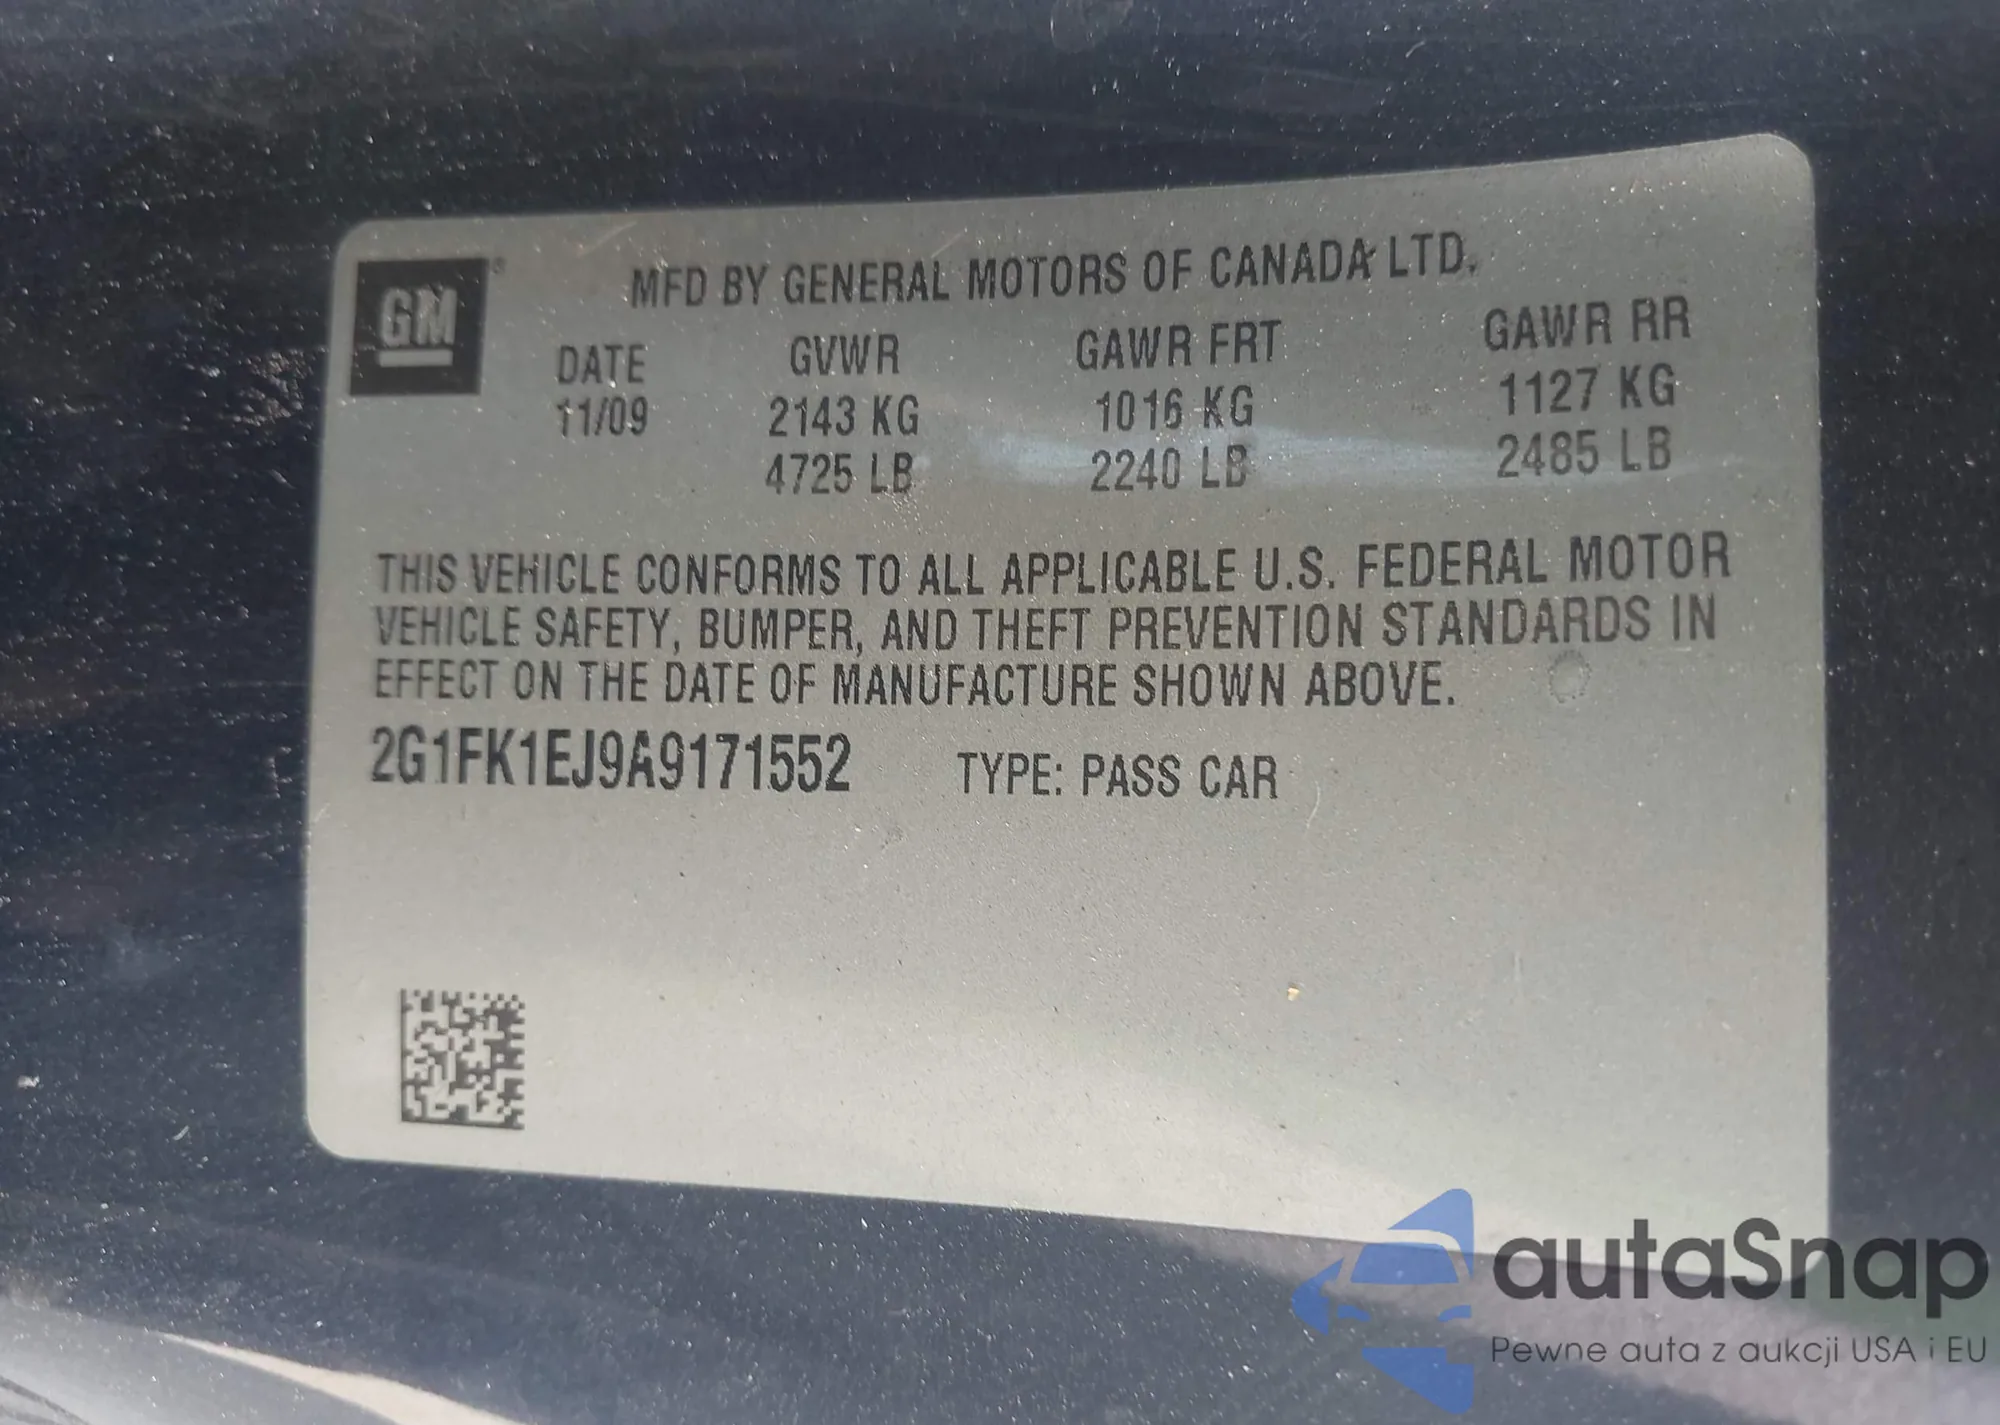 GM
MFD BY GENERAL MOTORS OF CANADA LTD.
DATE GVWR GAWR FRT GAWR RR
11/09 2143 KG 1016 KG 1127 KG
4725 LB 2240 LB 2485 LB
THIS VEHICLE CONFORMS TO ALL APPLICABLE U.S. FEDERAL MOTOR
VEHICLE SAFETY, BUMPER, AND THEFT PREVENTION STANDARDS IN
EFFECT ON THE DATE OF MANUFACTURE SHOWN ABOVE.
2G1FK1EJ9A9171552 TYPE: PASS CAR
autaSnap
Pewne auta z aukcji USA i EU